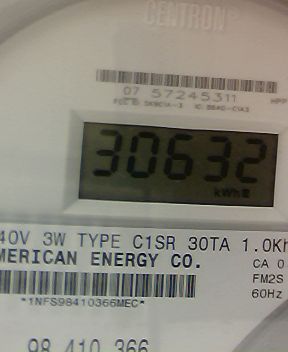 CENTRON®
07 57245311
HPP
30632
kWh
40V 3W TYPE C1SR 30TA 1.0Kh
MERICAN ENERGY CO.
CA 0
FM2S
60Hz
*1NFS98410366MEC*
98 410 366